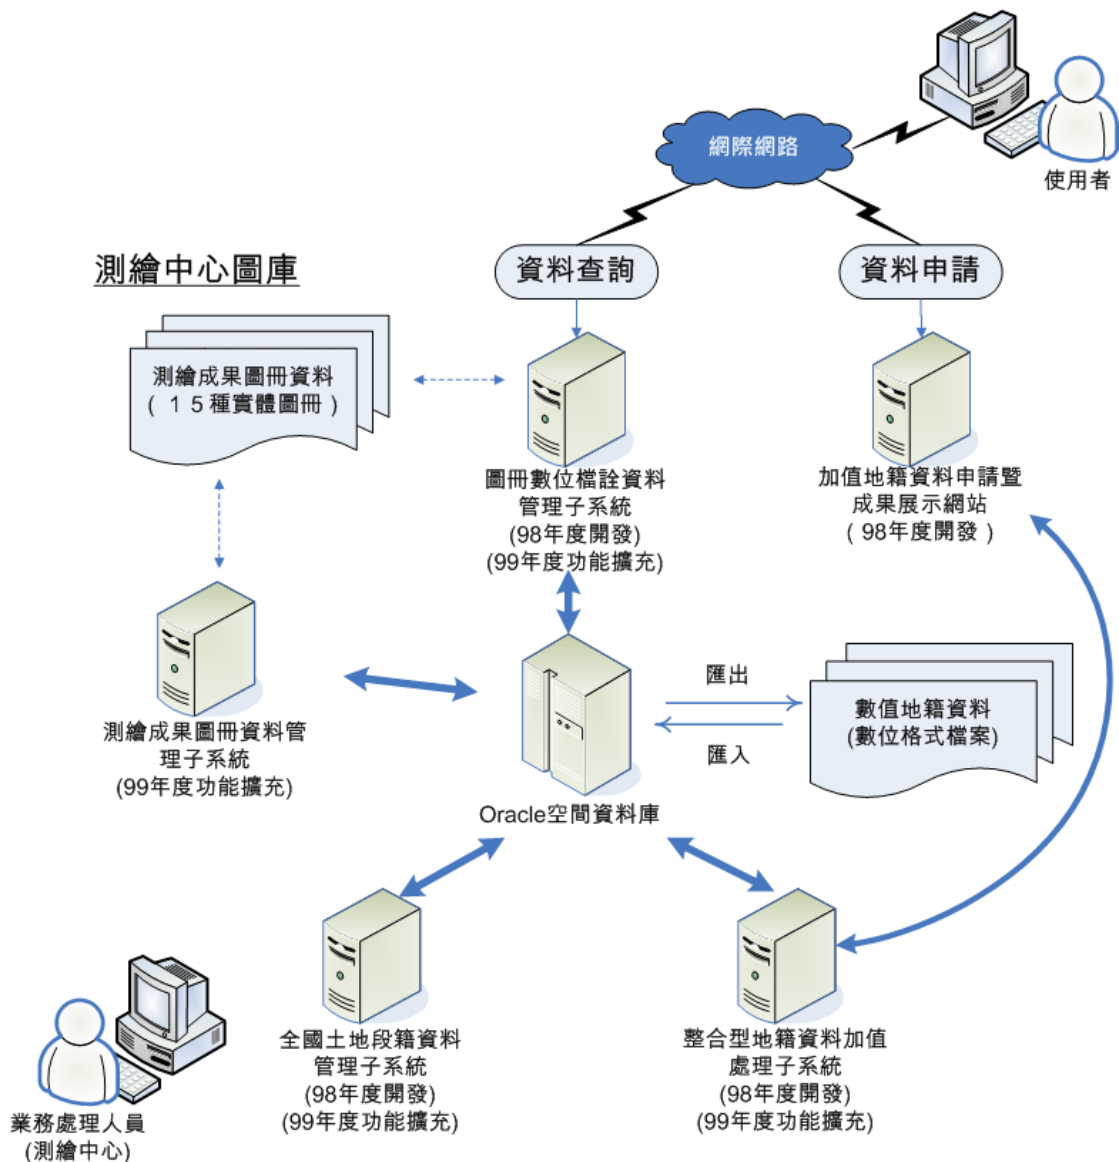 網際網路
使用者
測繪中心圖庫
資料查詢
資料申請
測繪成果圖冊資料
( 1 5種實體圖冊 )
圖冊數位檔詮資料
管理子系統
(98年度開發)
(99年度功能擴充)
加值地籍資料申請暨
成果展示網站
( 98年度開發 )
測繪成果圖冊資料管
理子系統
(99年度功能擴充)
匯出
匯入
數值地籍資料
(數位格式檔案)
Oracle空間資料庫
全國土地段籍資料
管理子系統
(98年度開發)
(99年度功能擴充)
整合型地籍資料加值
處理子系統
(98年度開發)
(99年度功能擴充)
業務處理人員
(測繪中心)